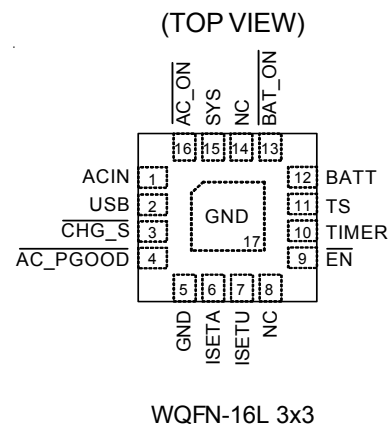 (TOP VIEW)
AC_ON
SYS
NC
BAT_ON
16 15 14 13
ACIN 1
USB 2
CHG_S 3
AC_PGOOD 4
GND
17
12 BATT
11 TS
10 TIMER
9 EN
5 6 7 8
GND
ISETA
ISETU
NC
WQFN-16L 3x3